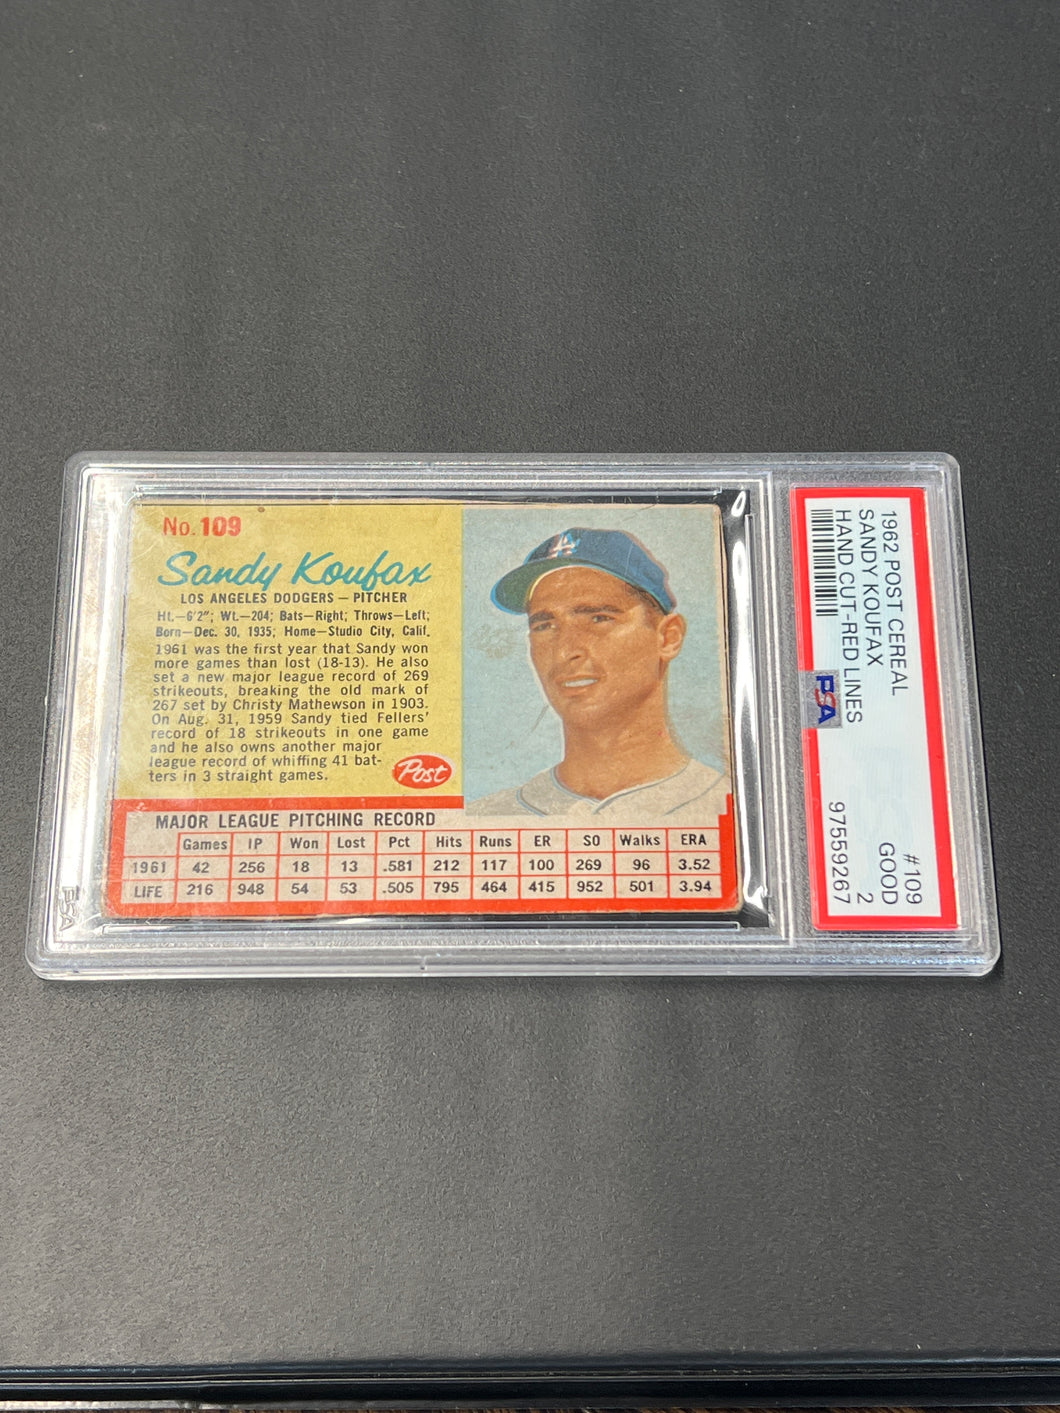 No. 109
Sandy Koufax
LOS ANGELES DODGERS — PITCHER
Ht.—6'2"; Wt.—204; Bats—Right; Throws—Left;
Born—Dec. 30, 1935; Home—Studio City, Calif.
1961 was the first year that Sandy won
more games than lost (18-13). He also
set a new major league record of 269
strikeouts, breaking the old mark of
267 set by Christy Mathewson in 1903.
On Aug. 31, 1959 Sandy tied Fellers'
record of 18 strikeouts in one game
and he also owns another major
league record of whiffing 41 bat-
ters in 3 straight games.
Post
MAJOR LEAGUE PITCHING RECORD
Games IP Won Lost Pct Hits Runs ER SO Walks ERA
1961 42 256 18 13 .581 212 117 100 269 96 3.52
LIFE 216 948 54 53 .505 795 464 415 952 501 3.94
LA
1962 POST CEREAL #109
SANDY KOUFAX GOOD
HAND CUT-RED LINES 2
PSA 97559267
PSA